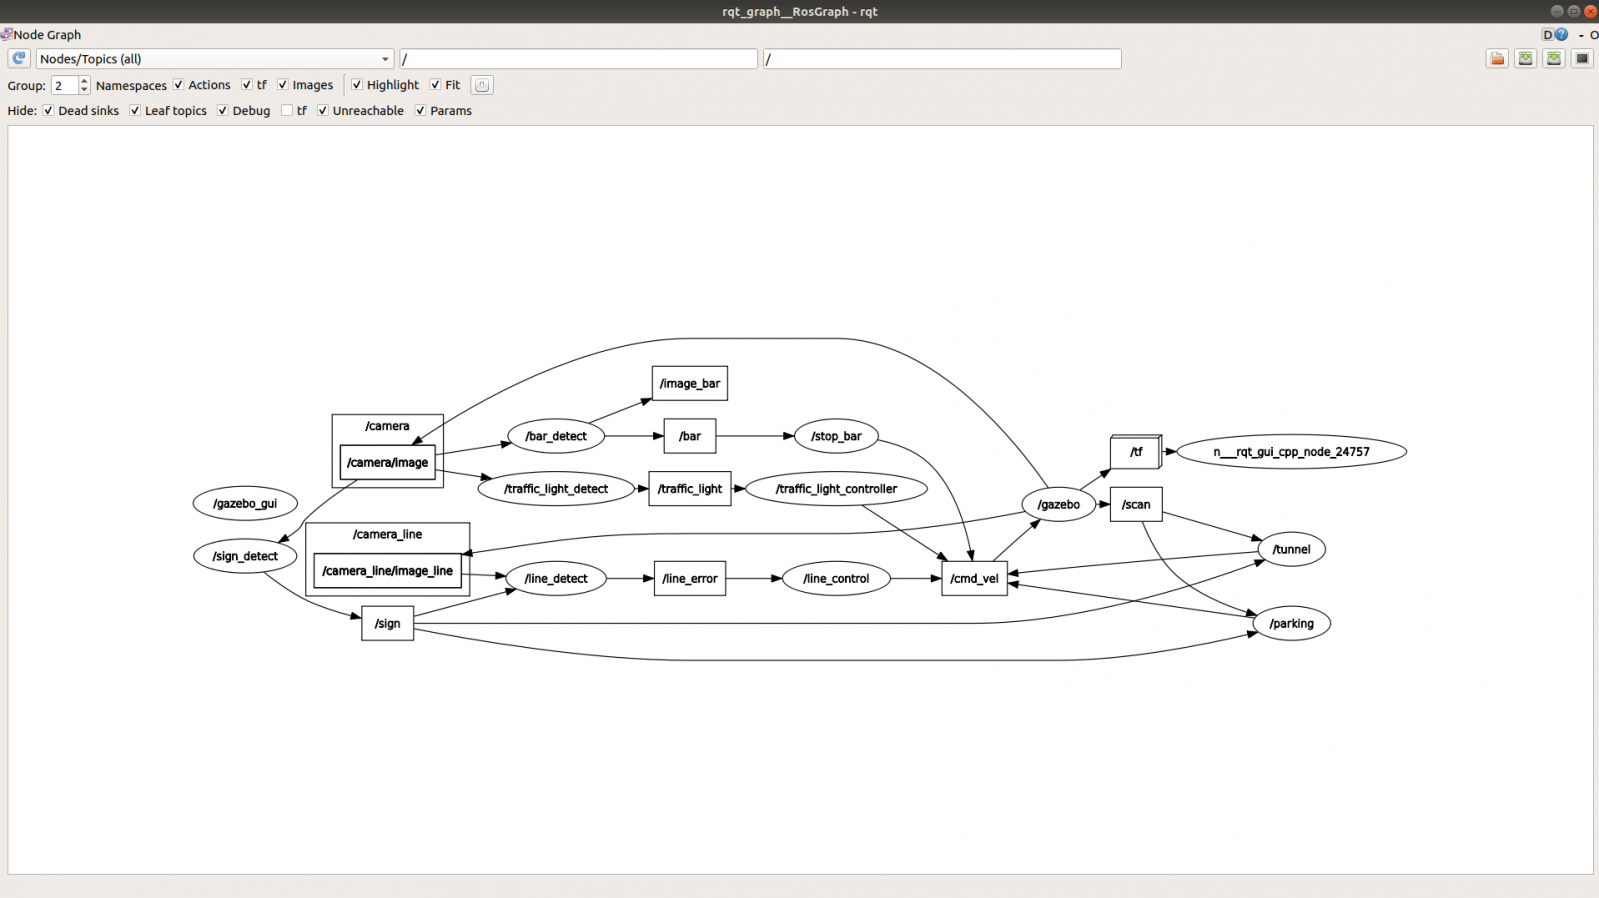 rqt_graph__RosGraph - rqt
Node Graph
D ? - O
Nodes/Topics (all) / /
Group: 2 Namespaces Actions tf Images Highlight Fit
Hide: Dead sinks Leaf topics Debug tf Unreachable Params
/image_bar
/camera
/bar_detect /bar /stop_bar
/camera/image
/tf n___rqt_gui_cpp_node_24757
/traffic_light_detect /traffic_light /traffic_light_controller
/gazebo_gui
/gazebo /scan
/camera_line
/sign_detect
/tunnel
/camera_line/image_line
/line_detect /line_error /line_control /cmd_vel
/sign
/parking